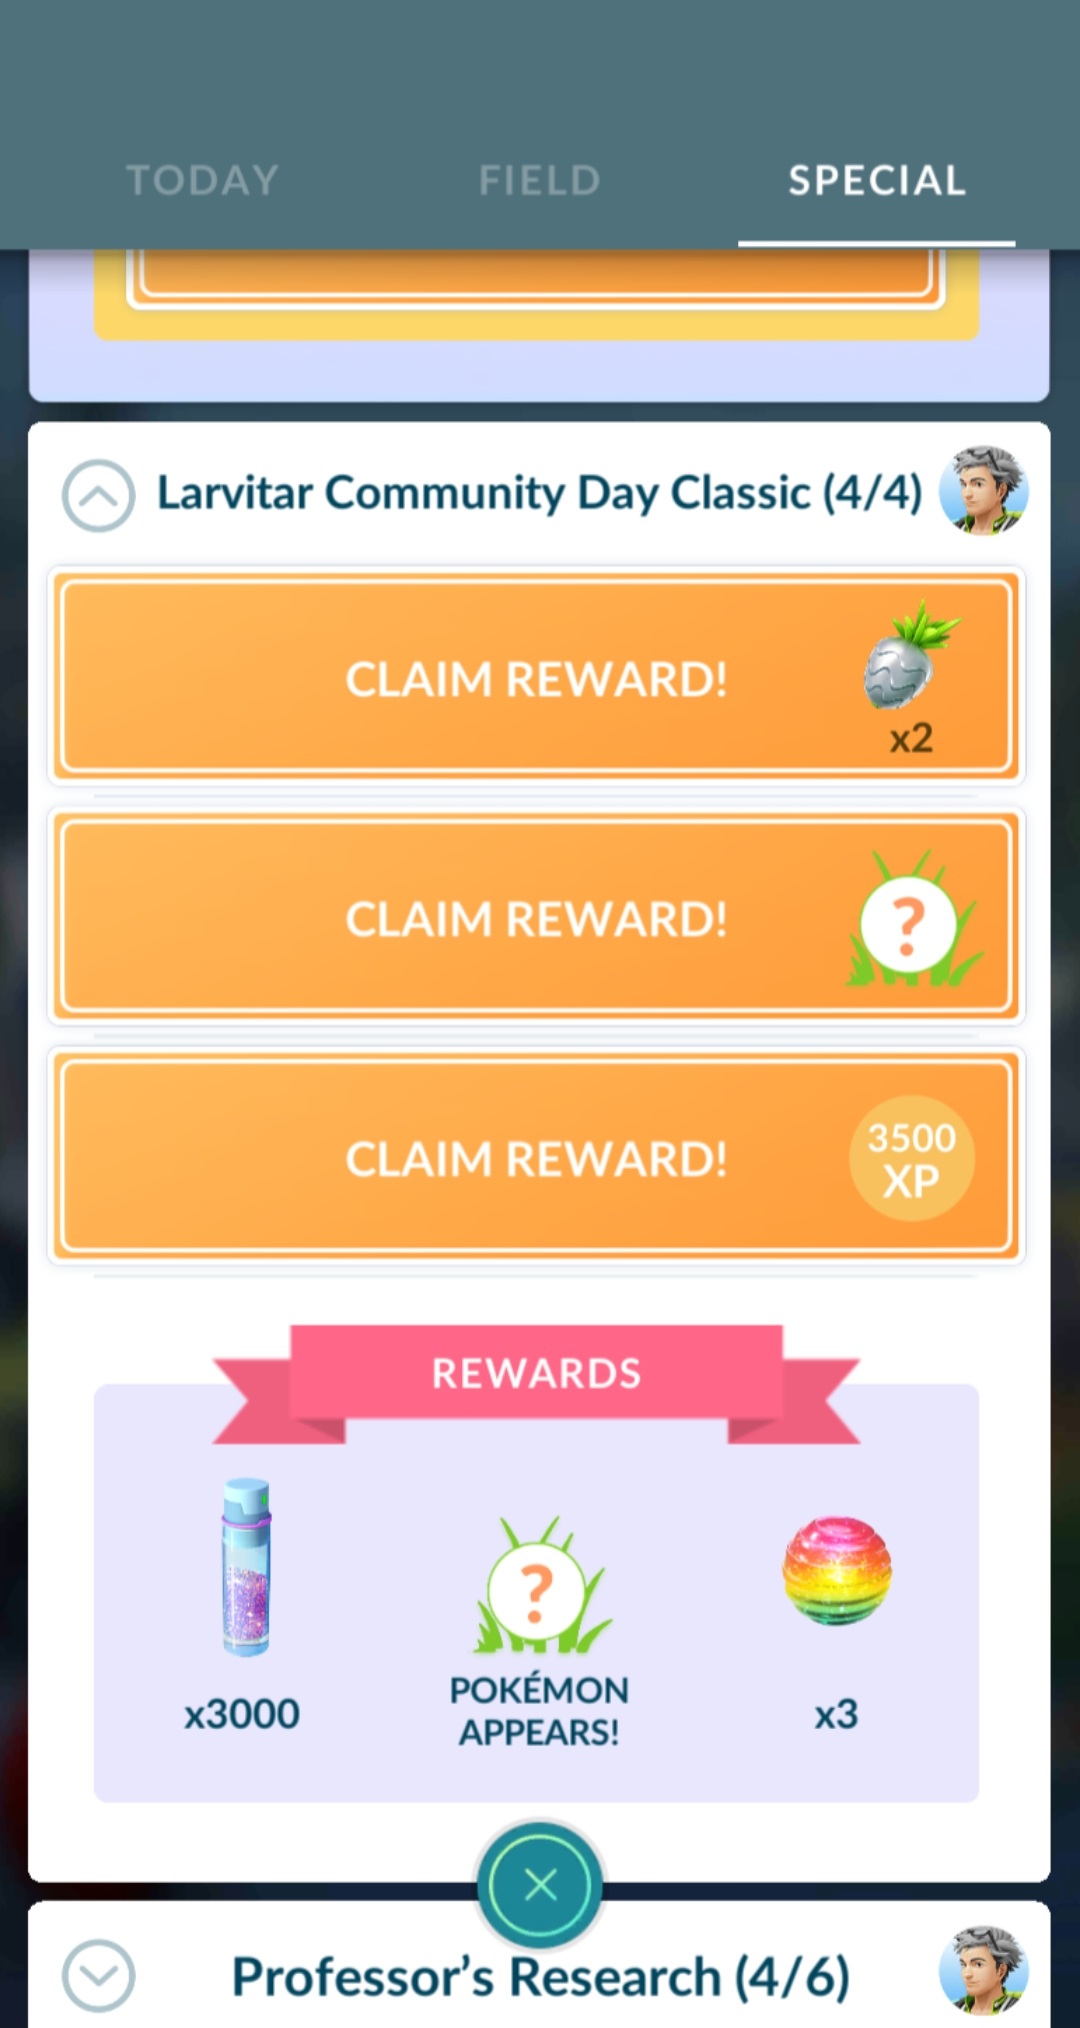 TODAY
FIELD
SPECIAL
Larvitar Community Day Classic (4/4)
CLAIM REWARD!
x2
CLAIM REWARD!
?
CLAIM REWARD!
3500
XP
REWARDS
?
POKÉMON
APPEARS!
x3000
x3
Professor’s Research (4/6)